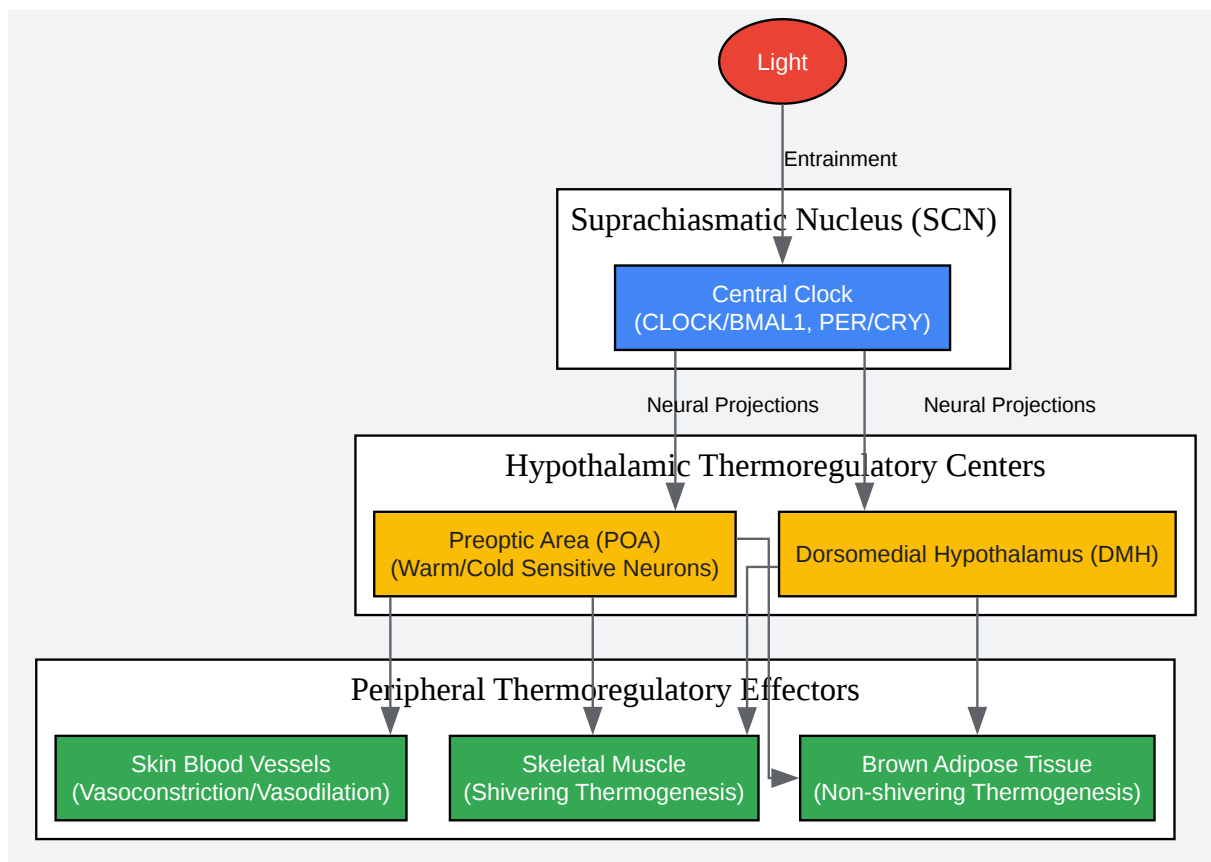 Light
Entrainment
Suprachiasmatic Nucleus (SCN)
Central Clock
(CLOCK/BMAL1, PER/CRY)
Neural Projections
Neural Projections
Hypothalamic Thermoregulatory Centers
Preoptic Area (POA)
(Warm/Cold Sensitive Neurons)
Dorsomedial Hypothalamus (DMH)
Peripheral Thermoregulatory Effectors
Skin Blood Vessels
(Vasoconstriction/Vasodilation)
Skeletal Muscle
(Shivering Thermogenesis)
Brown Adipose Tissue
(Non-shivering Thermogenesis)